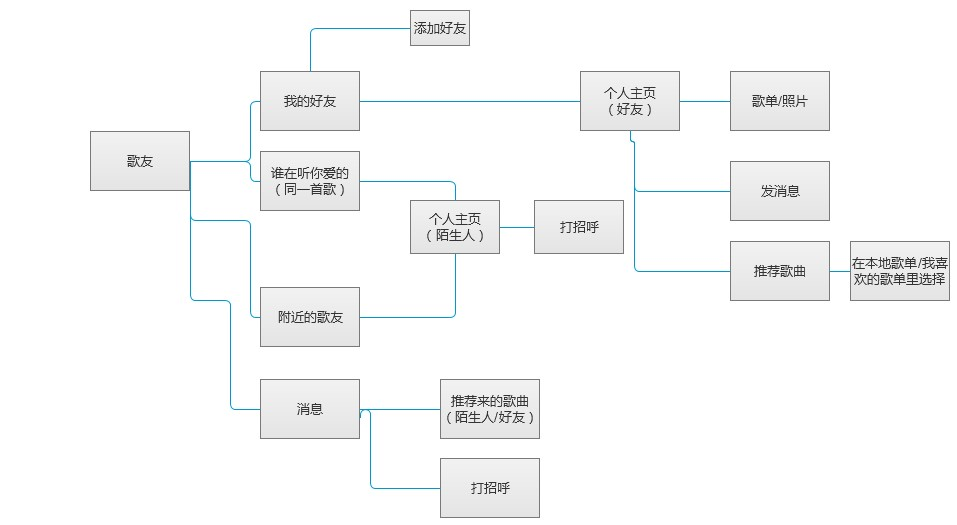 添加好友
我的好友
个人主页
（好友）
歌单/照片
歌友
谁在听你爱的
（同一首歌）
发消息
个人主页
（陌生人）
打招呼
推荐歌曲
在本地歌单/我喜
欢的歌单里选择
附近的歌友
消息
推荐来的歌曲
（陌生人/好友）
打招呼